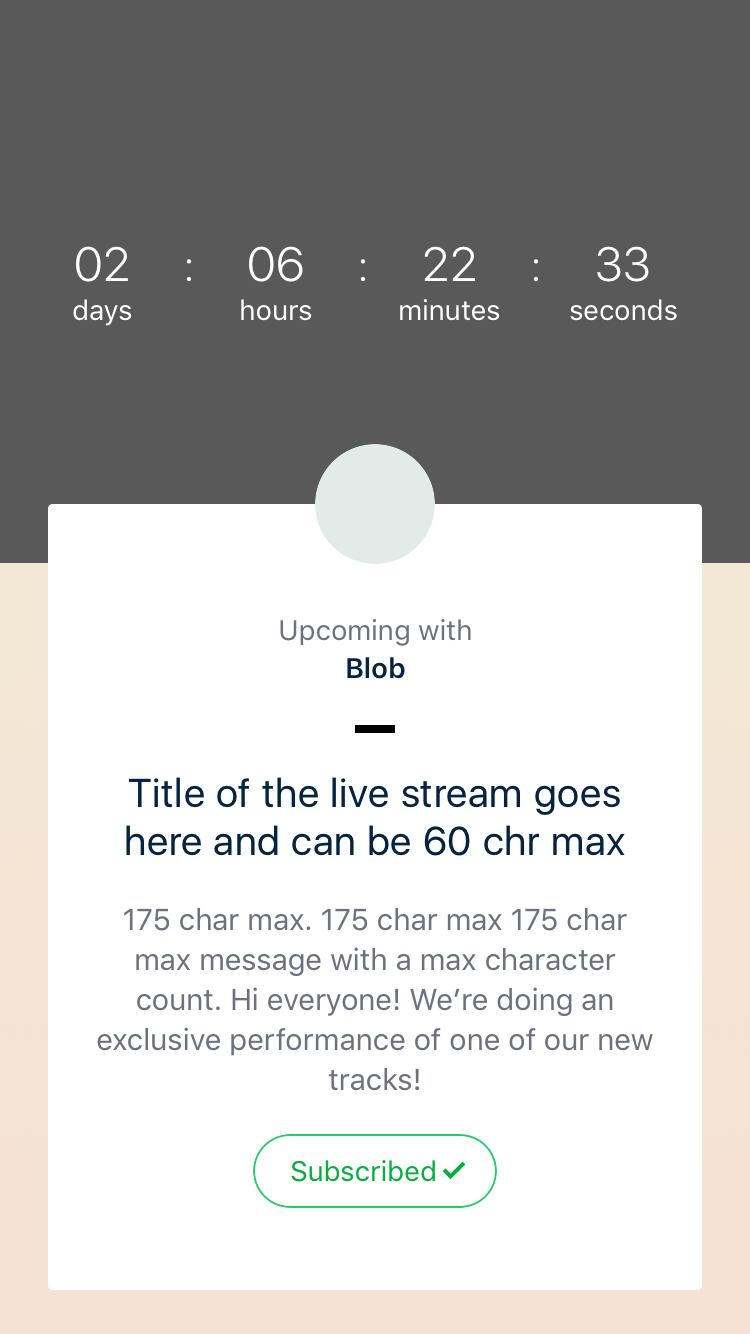 02 : 06 : 22 : 33
days hours minutes seconds
Upcoming with
Blob
Title of the live stream goes
here and can be 60 chr max
175 char max. 175 char max 175 char
max message with a max character
count. Hi everyone! We’re doing an
exclusive performance of one of our new
tracks!
Subscribed